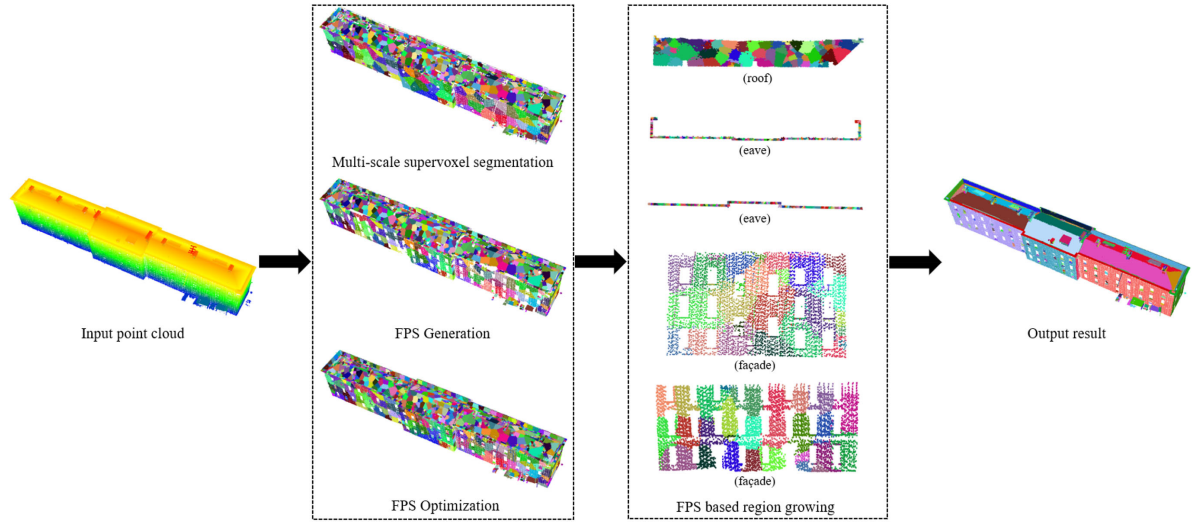 Input point cloud
Multi-scale supervoxel segmentation
FPS Generation
FPS Optimization
(roof)
(eave)
(eave)
(façade)
(façade)
FPS based region growing
Output result